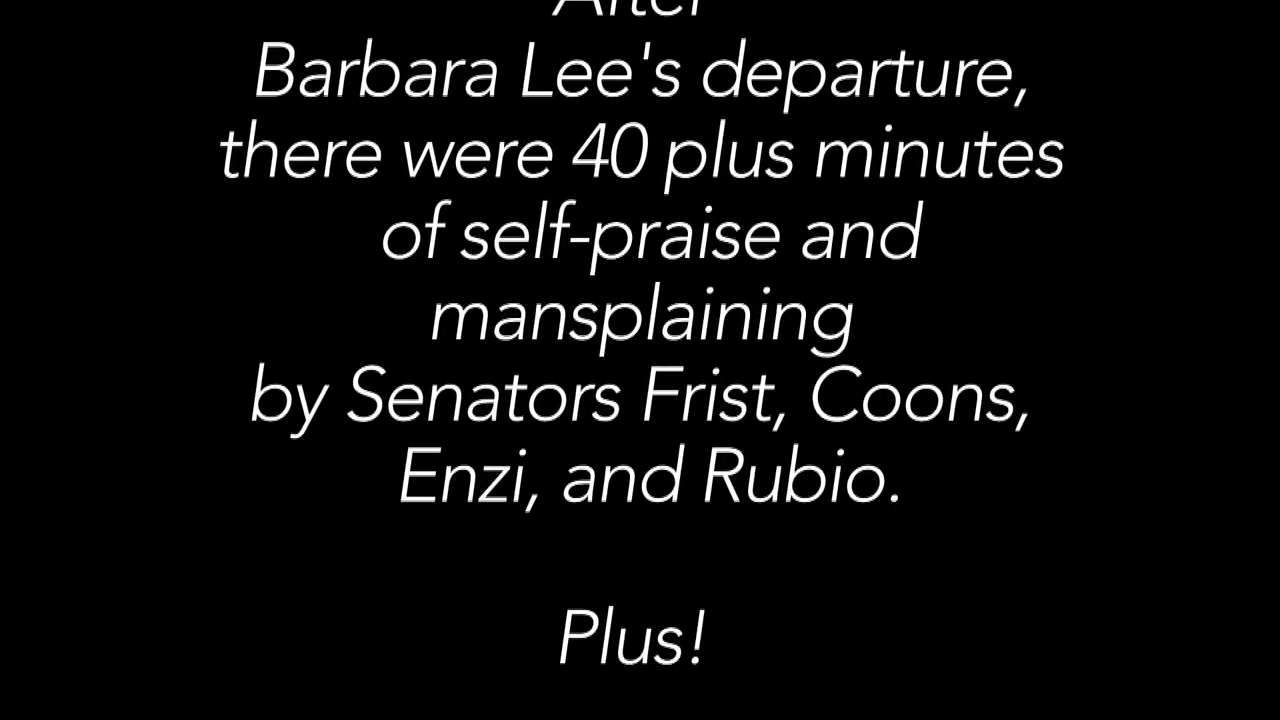 After
Barbara Lee's departure,
there were 40 plus minutes
of self-praise and
mansplaining
by Senators Frist, Coons,
Enzi, and Rubio.
Plus!